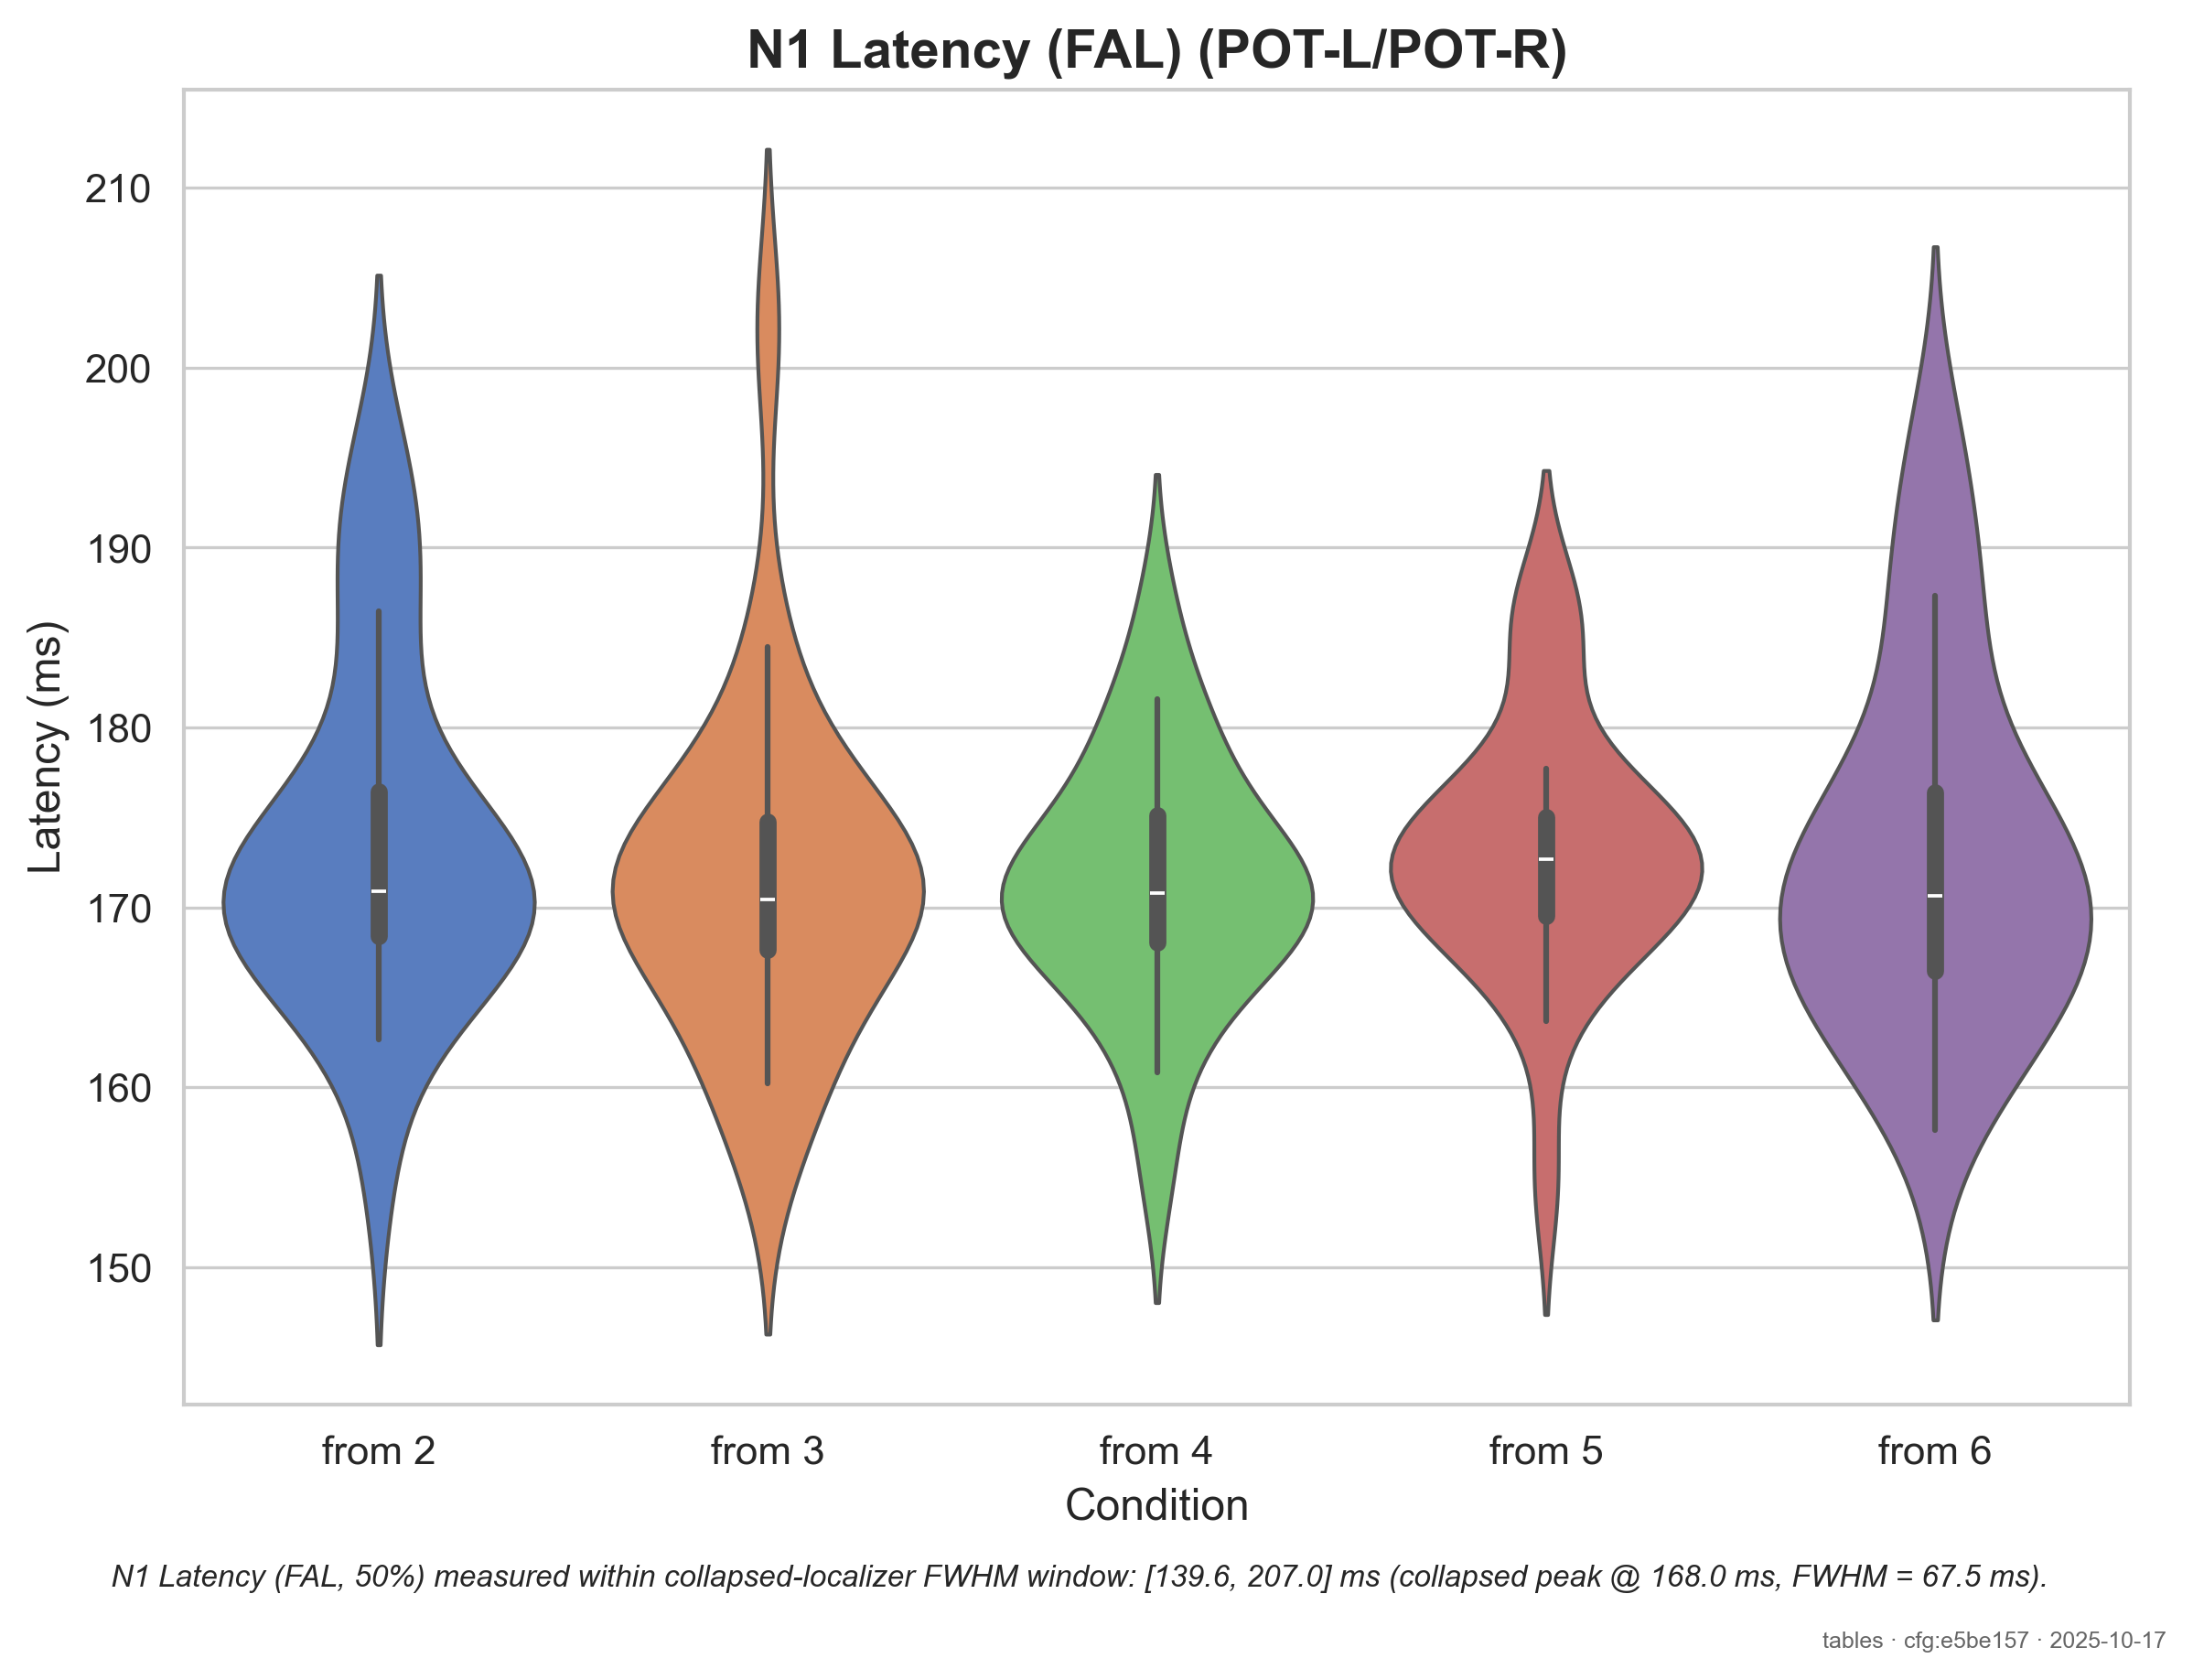 N1 Latency (FAL) (POT-L/POT-R)
Latency (ms)
210
200
190
180
170
160
150
from 2
from 3
from 4
from 5
from 6
Condition
N1 Latency (FAL, 50%) measured within collapsed-localizer FWHM window: [139.6, 207.0] ms (collapsed peak @ 168.0 ms, FWHM = 67.5 ms).
tables · cfg:e5be157 · 2025-10-17